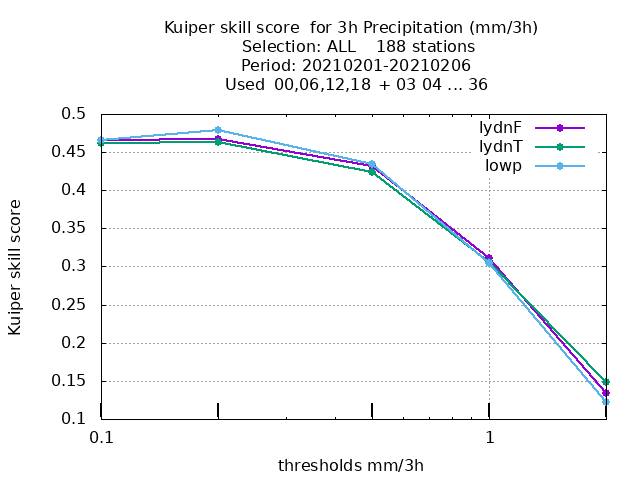 Kuiper skill score  for 3h Precipitation (mm/3h)
Selection: ALL    188 stations
Period: 20210201-20210206
Used  00,06,12,18 + 03 04 ... 36
lydnF
lydnT
lowp
0.5
0.45
0.4
0.35
0.3
0.25
0.2
0.15
0.1
Kuiper skill score
0.1
1
thresholds mm/3h